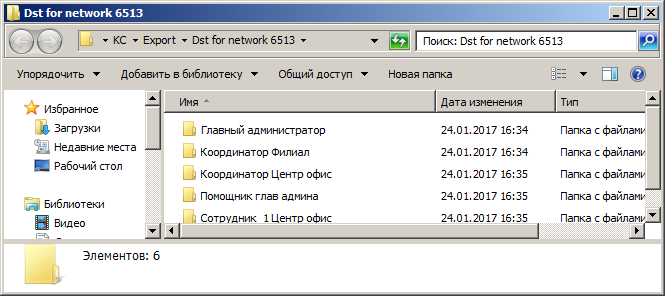 Dst for network 6513
KC Export Dst for network 6513 Поиск: Dst for network 6513
Упорядочить Добавить в библиотеку Общий доступ Новая папка
Избранное
Загрузки
Недавние места
Рабочий стол
Библиотеки
Видео
Имя Дата изменения Тип
Главный администратор 24.01.2017 16:34 Папка с файлами
Координатор Филиал 24.01.2017 16:34 Папка с файлами
Координатор Центр офис 24.01.2017 16:35 Папка с файлами
Помощник глав админа 24.01.2017 16:35 Папка с файлами
Сотрудник_1Центр офис 24.01.2017 16:35 Папка с файлами
Элементов: 6